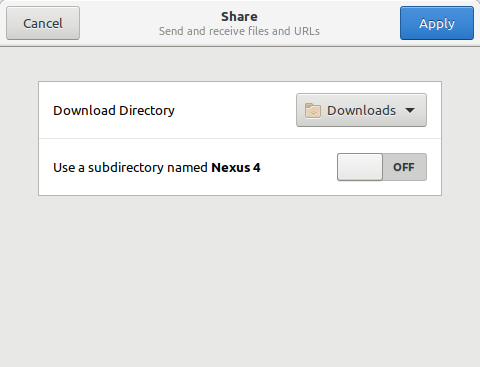 Cancel
Share
Send and receive files and URLs
Apply
Download Directory
Downloads
Use a subdirectory named Nexus 4
OFF